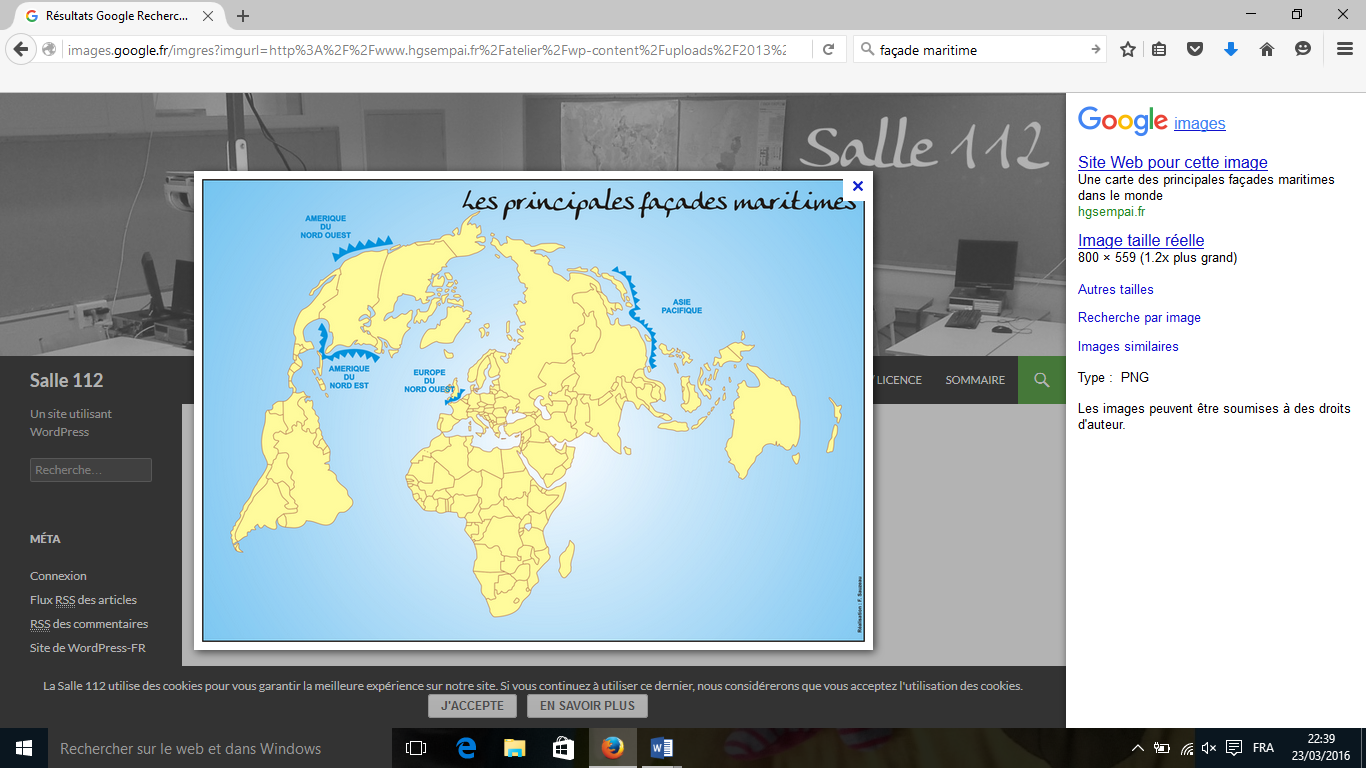 Résultats Google Recherc...
images.google.fr/imgres?imgurl=http%3A%2F%2Fwww.hgsempai.fr%2Fatelier%2Fwp-content%2Fuploads%2F2013%2
façade maritime
Salle 112
Les principales façades maritimes
AMERIQUE
DU
NORD OUEST
ASIE
PACIFIQUE
AMERIQUE
DU
NORD EST
EUROPE
DU
NORD OUEST
Réalisation : F. Sauzeau
Google images
Site Web pour cette image
Une carte des principales façades maritimes
dans le monde
hgsempai.fr
Image taille réelle
800 × 559 (1.2x plus grand)
Autres tailles
Recherche par image
Images similaires
Type : PNG
Les images peuvent être soumises à des droits
d'auteur.
/ LICENCE
SOMMAIRE
Salle 112
Un site utilisant
WordPress
Recherche...
MÉTA
Connexion
Flux RSS des articles
RSS des commentaires
Site de WordPress-FR
La Salle 112 utilise des cookies pour vous garantir la meilleure expérience sur notre site. Si vous continuez à utiliser ce dernier, nous considérerons que vous acceptez l'utilisation des cookies.
J'ACCEPTE
EN SAVOIR PLUS
Rechercher sur le web et dans Windows
FRA
22:39
23/03/2016